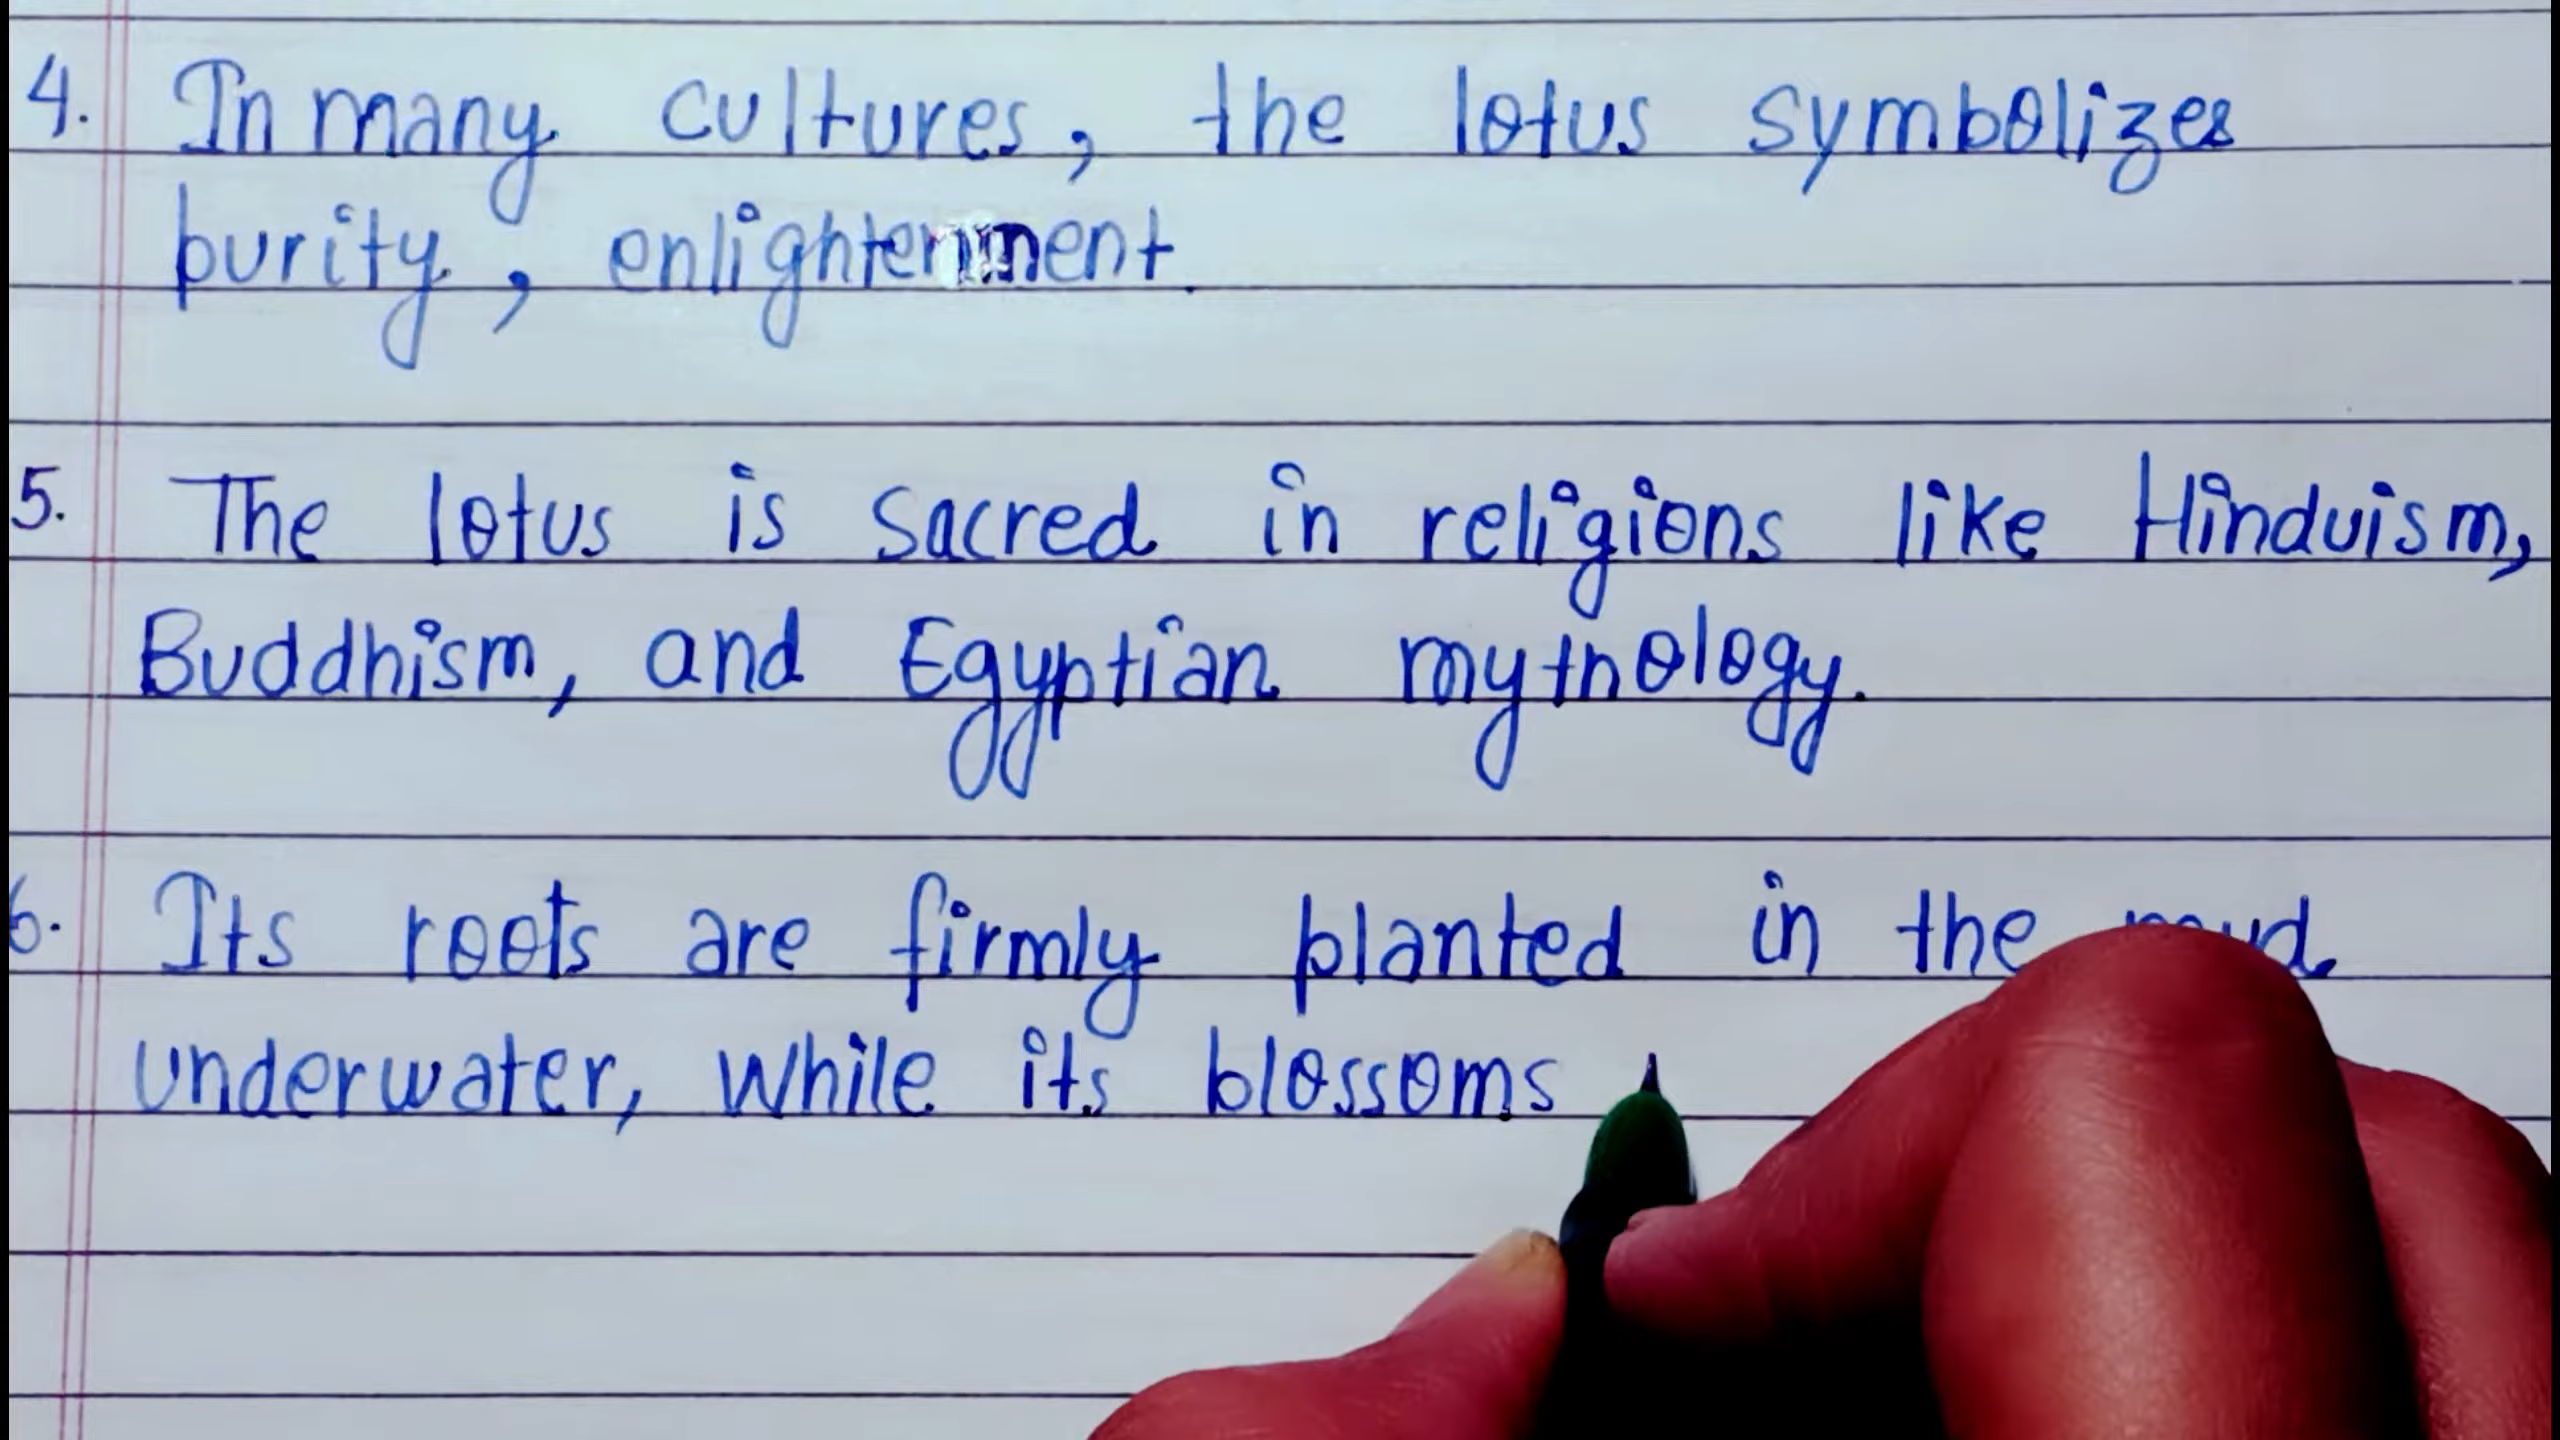 4. In many cultures, the lotus symbolizes
purity, enlightenment.
5. The lotus is sacred in religions like Hinduism,
Buddhism, and Egyptian mythology.
6. Its roots are firmly planted in the mud
underwater, while its blossoms